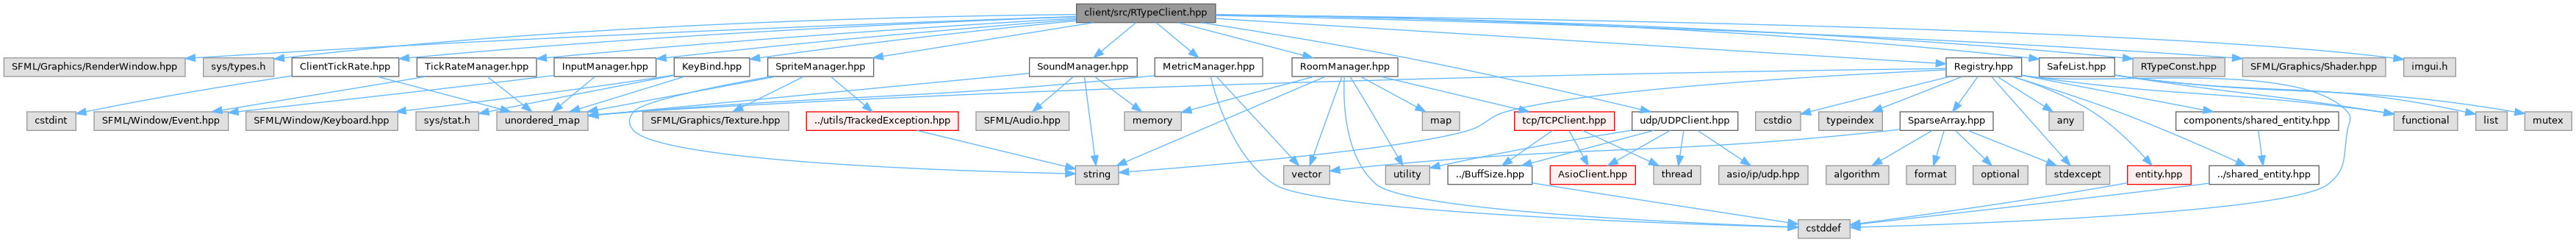 client/src/RTypeClient.hpp
SFML/Graphics/RenderWindow.hpp
sys/types.h
ClientTickRate.hpp
TickRateManager.hpp
InputManager.hpp
KeyBind.hpp
SpriteManager.hpp
SoundManager.hpp
MetricManager.hpp
RoomManager.hpp
Registry.hpp
SafeList.hpp
RTypeConst.hpp
SFML/Graphics/Shader.hpp
imgui.h
cstdint
SFML/Window/Event.hpp
SFML/Window/Keyboard.hpp
sys/stat.h
unordered_map
SFML/Graphics/Texture.hpp
../utils/TrackedException.hpp
SFML/Audio.hpp
memory
map
tcp/TCPClient.hpp
udp/UDPClient.hpp
cstdio
typeindex
SparseArray.hpp
any
components/shared_entity.hpp
functional
list
mutex
string
vector
utility
../BuffSize.hpp
AsioClient.hpp
thread
asio/ip/udp.hpp
algorithm
format
optional
stdexcept
entity.hpp
../shared_entity.hpp
cstddef